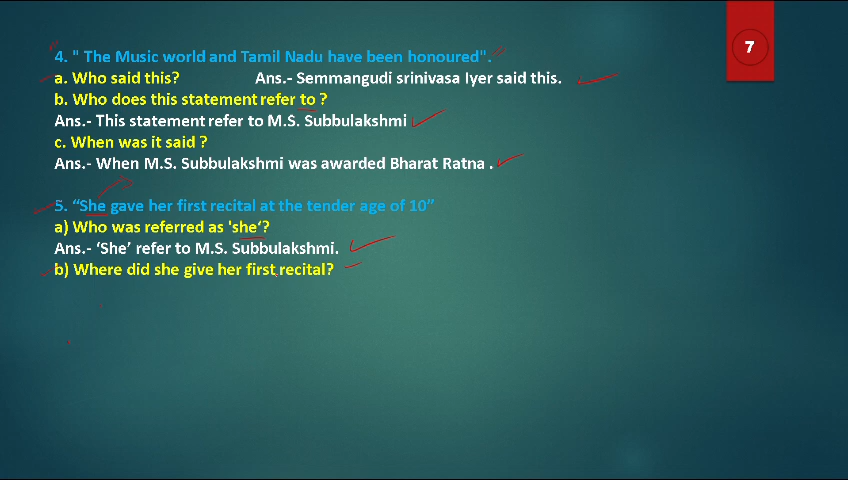 7
4. " The Music world and Tamil Nadu have been honoured".
a. Who said this? Ans.- Semmangudi srinivasa Iyer said this.
b. Who does this statement refer to ?
Ans.- This statement refer to M.S. Subbulakshmi
c. When was it said ?
Ans.- When M.S. Subbulakshmi was awarded Bharat Ratna .
5. “She gave her first recital at the tender age of 10”
a) Who was referred as 'she‘?
Ans.- ‘She’ refer to M.S. Subbulakshmi.
b) Where did she give her first recital?